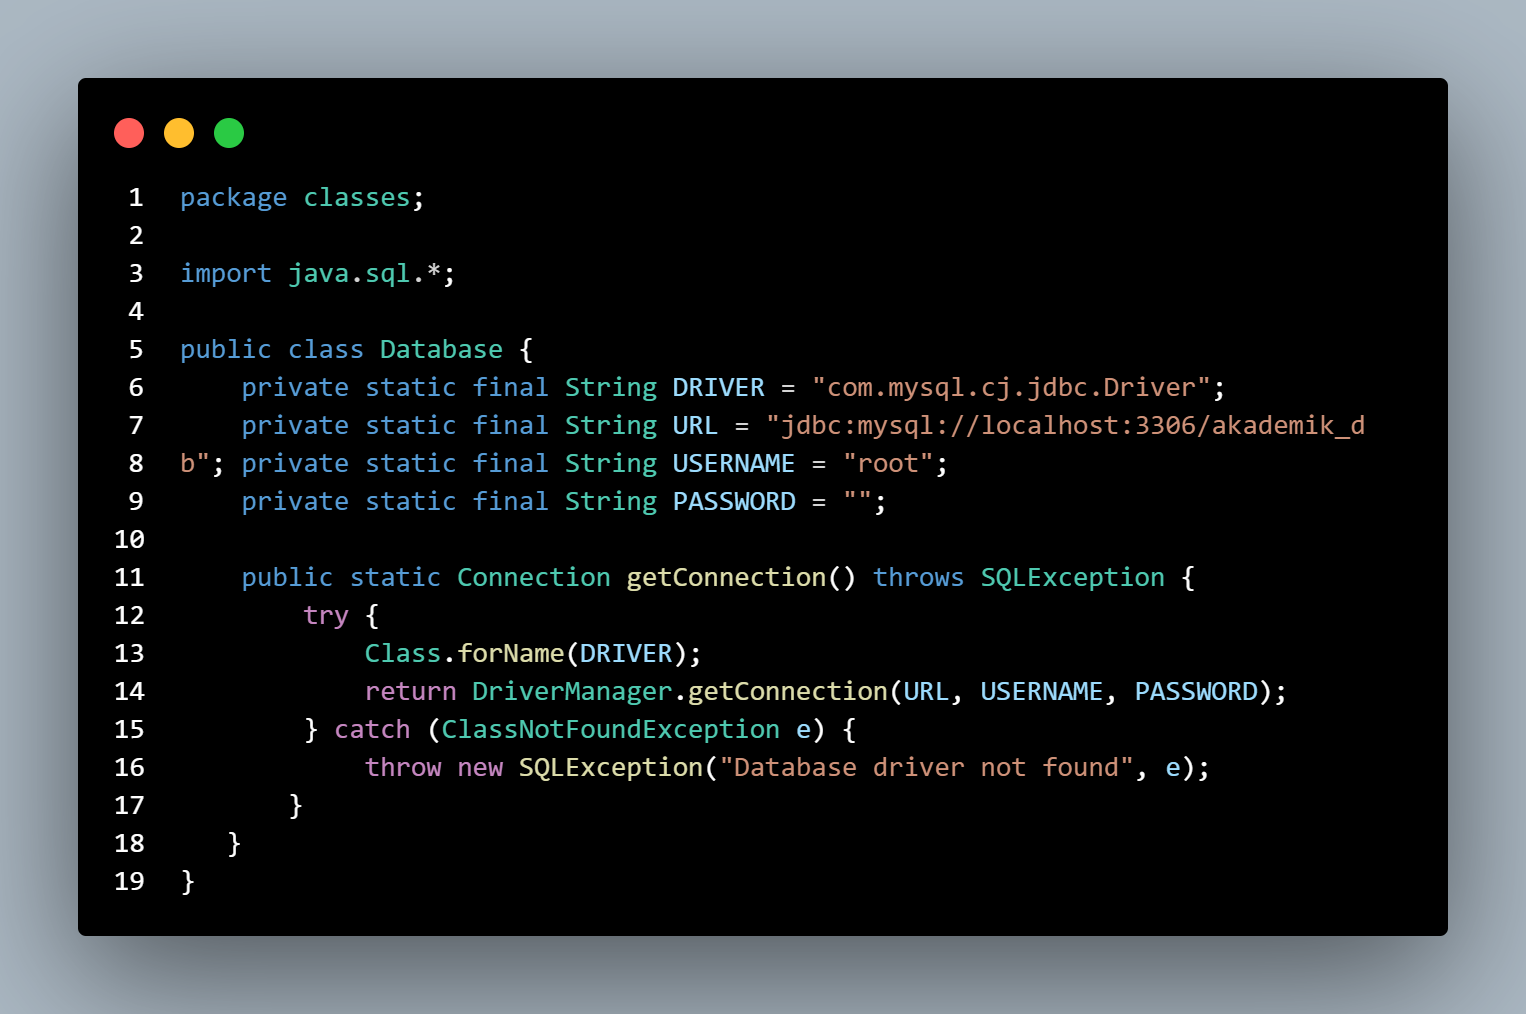 1 package classes;
2
3 import java.sql.*;
4
5 public class Database {
6     private static final String DRIVER = "com.mysql.cj.jdbc.Driver";
7     private static final String URL = "jdbc:mysql://localhost:3306/akademik_d
8 b"; private static final String USERNAME = "root";
9     private static final String PASSWORD = "";
10
11     public static Connection getConnection() throws SQLException {
12         try {
13             Class.forName(DRIVER);
14             return DriverManager.getConnection(URL, USERNAME, PASSWORD);
15         } catch (ClassNotFoundException e) {
16             throw new SQLException("Database driver not found", e);
17        }
18    }
19 }